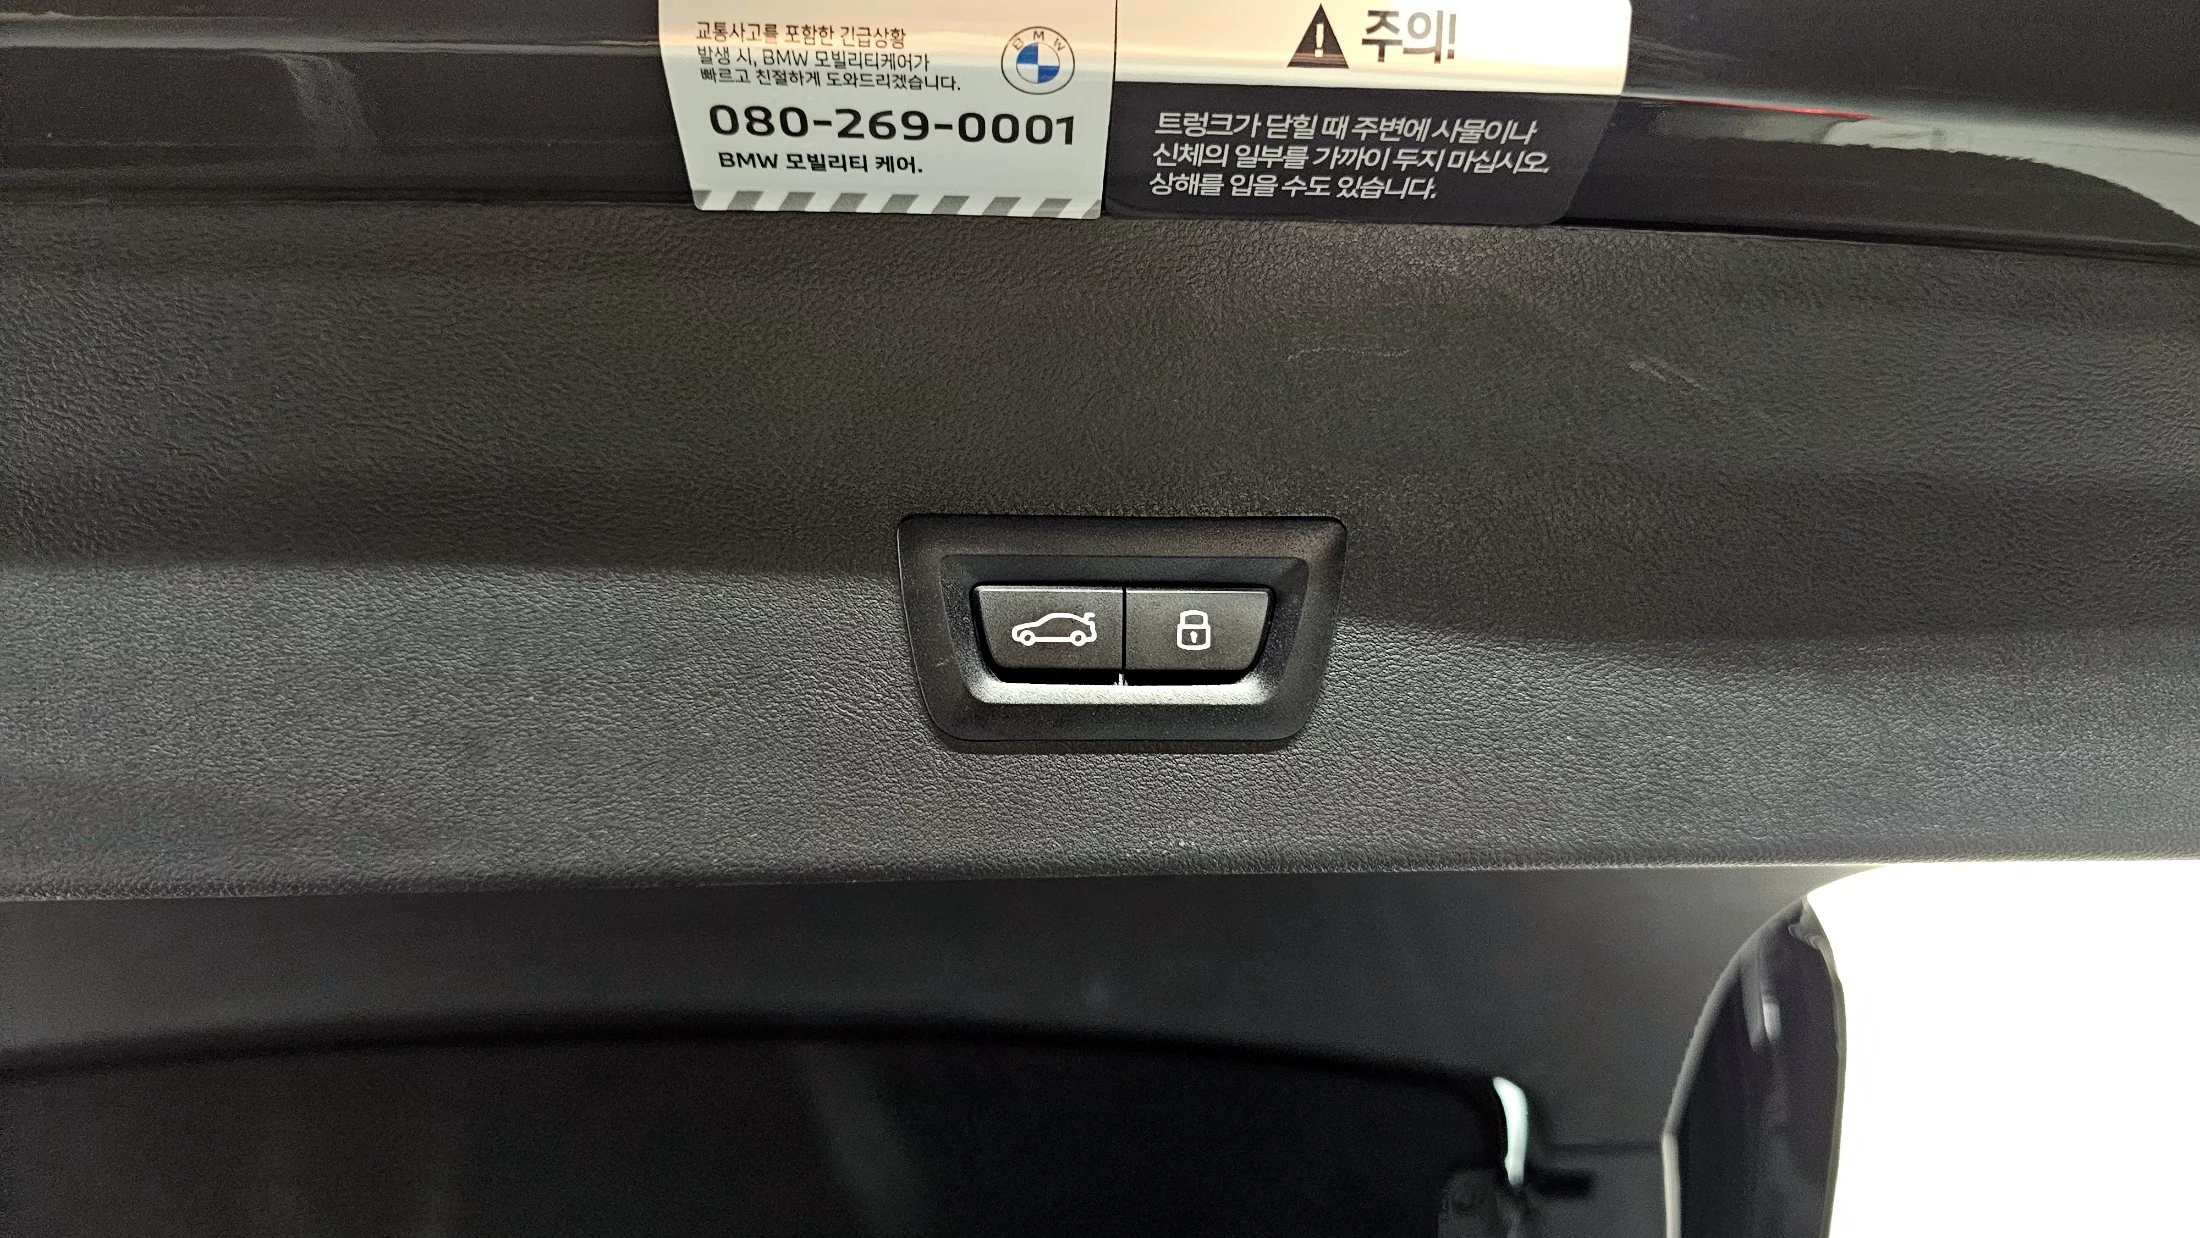 교통사고를 포함한 긴급상황
발생 시, BMW 모빌리티케어가
빠르고 친절하게 도와드리겠습니다.
BMW
080-269-0001
BMW 모빌리티 케어.
주의!
트렁크가 닫힐 때 주변에 사물이나
신체의 일부를 가까이 두지 마십시오.
상해를 입을 수도 있습니다.